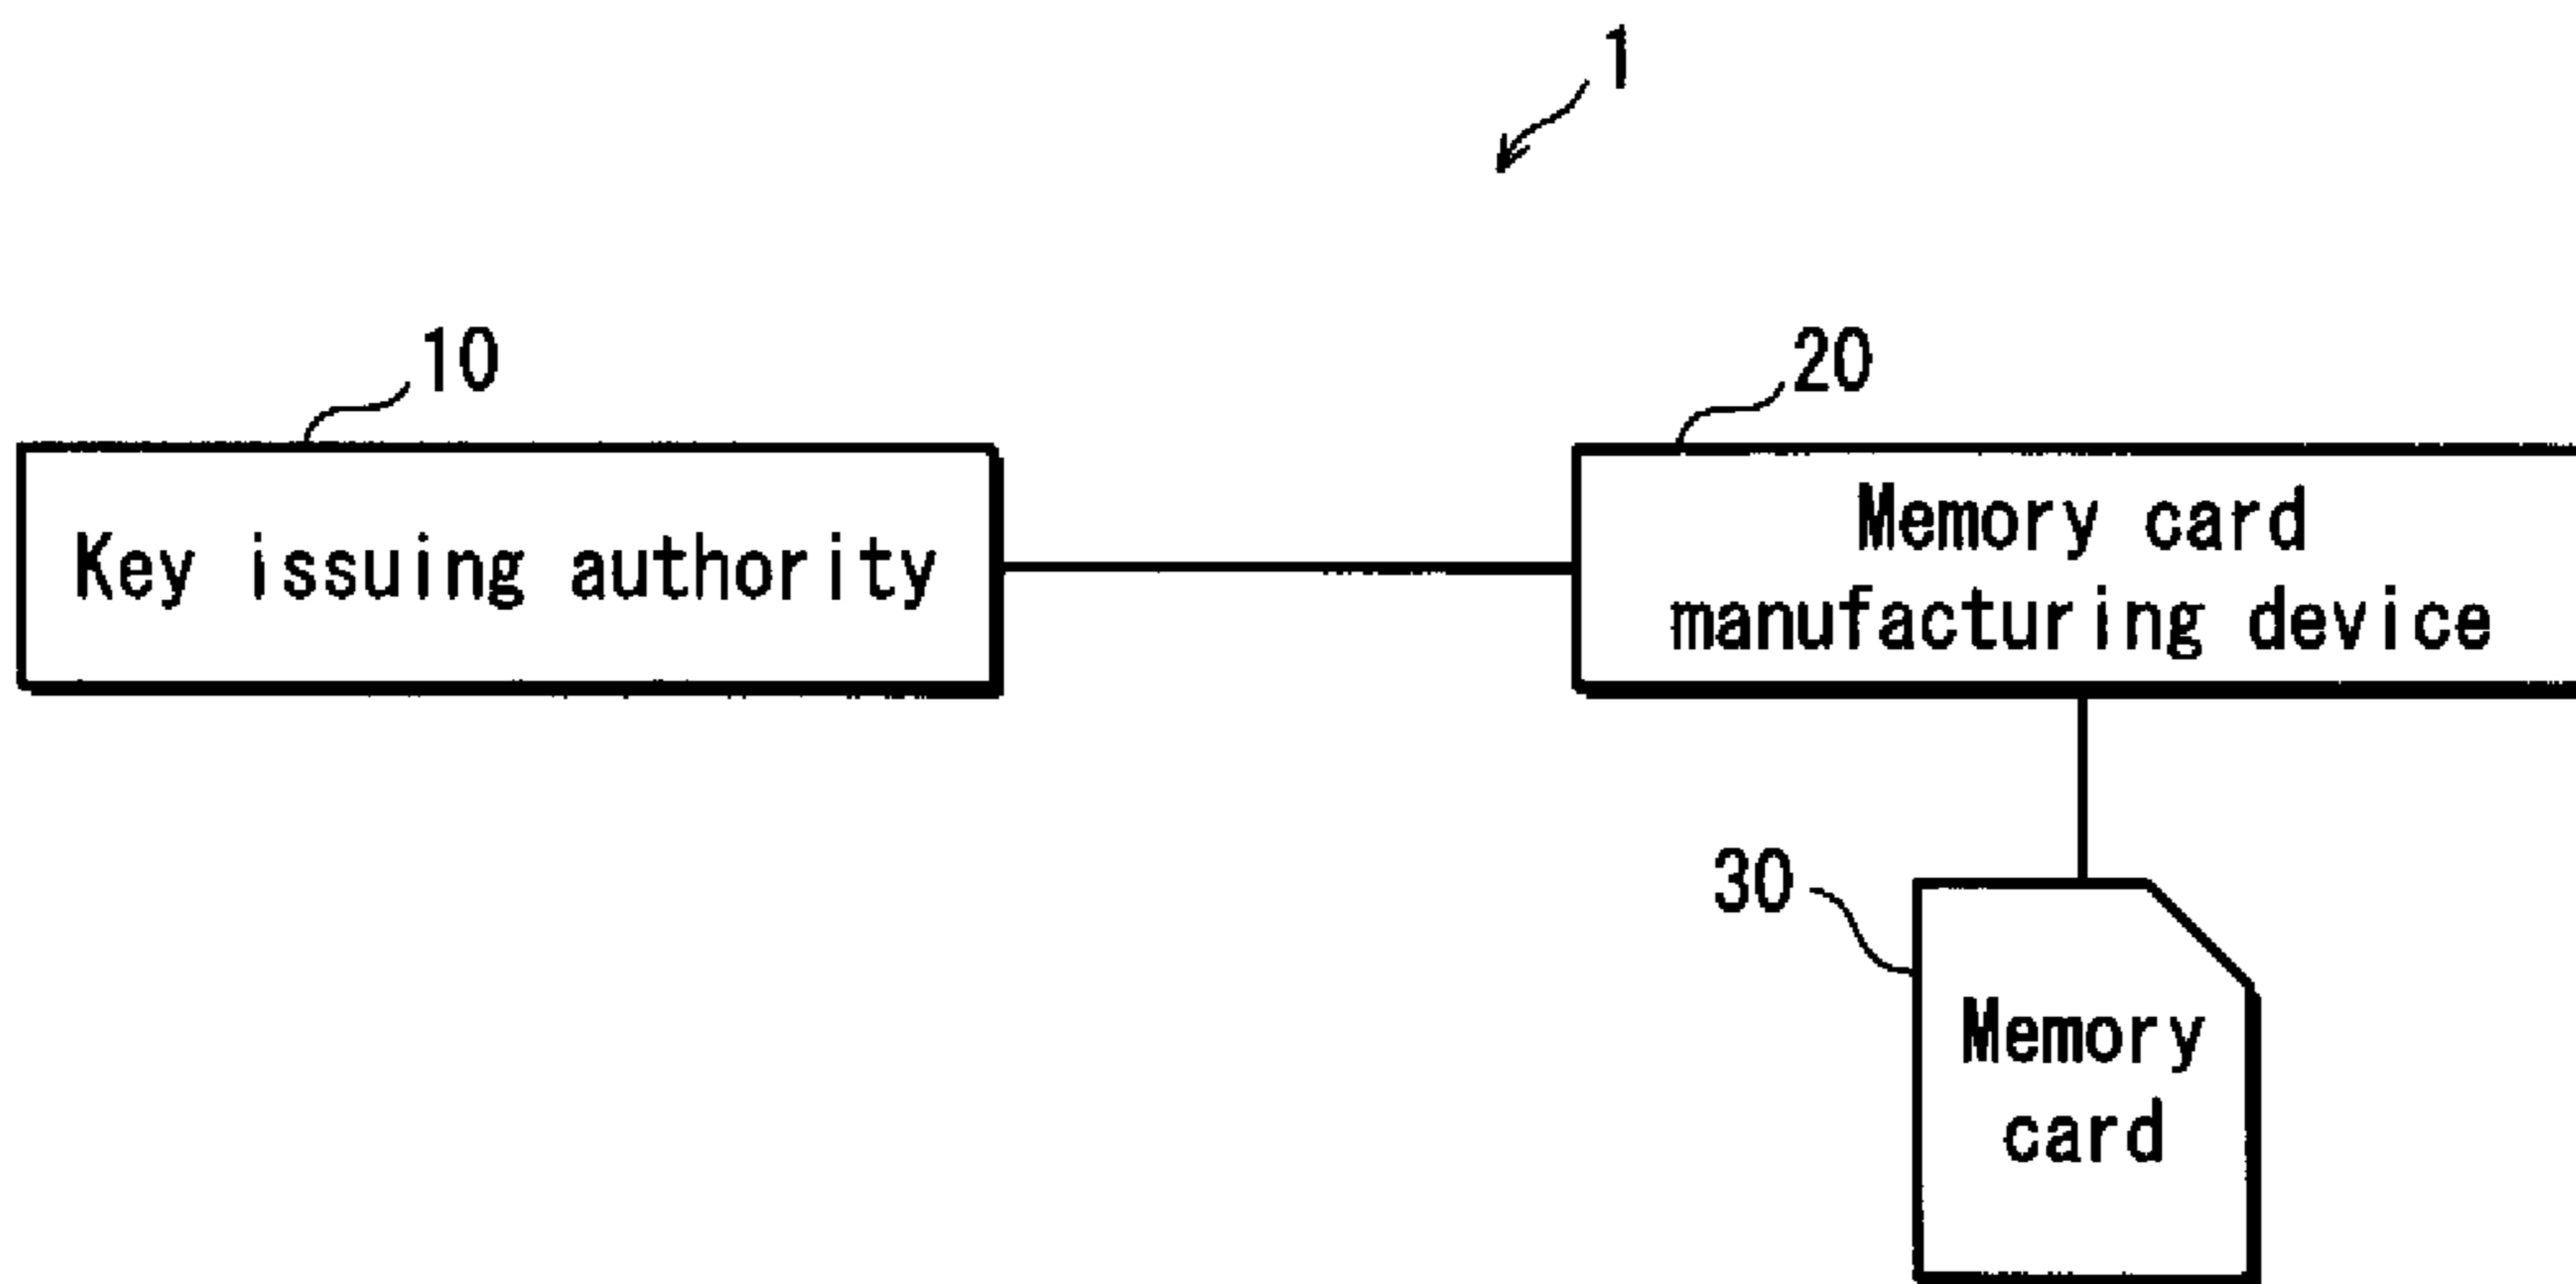 1
10
20
Key issuing authority
Memory card
manufacturing device
30
Memory
card